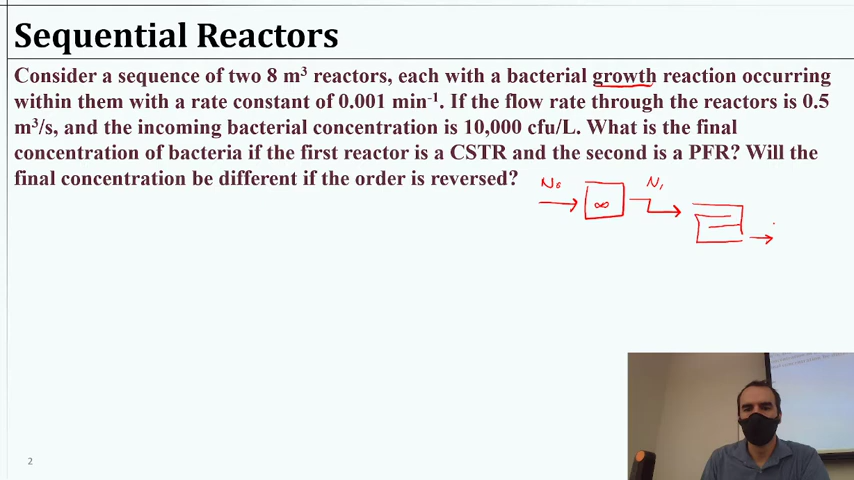 Sequential Reactors
Consider a sequence of two 8 m³ reactors, each with a bacterial growth reaction occurring
within them with a rate constant of 0.001 min⁻¹. If the flow rate through the reactors is 0.5
m³/s, and the incoming bacterial concentration is 10,000 cfu/L. What is the final
concentration of bacteria if the first reactor is a CSTR and the second is a PFR? Will the
final concentration be different if the order is reversed?
N₀ N₁
∞
2